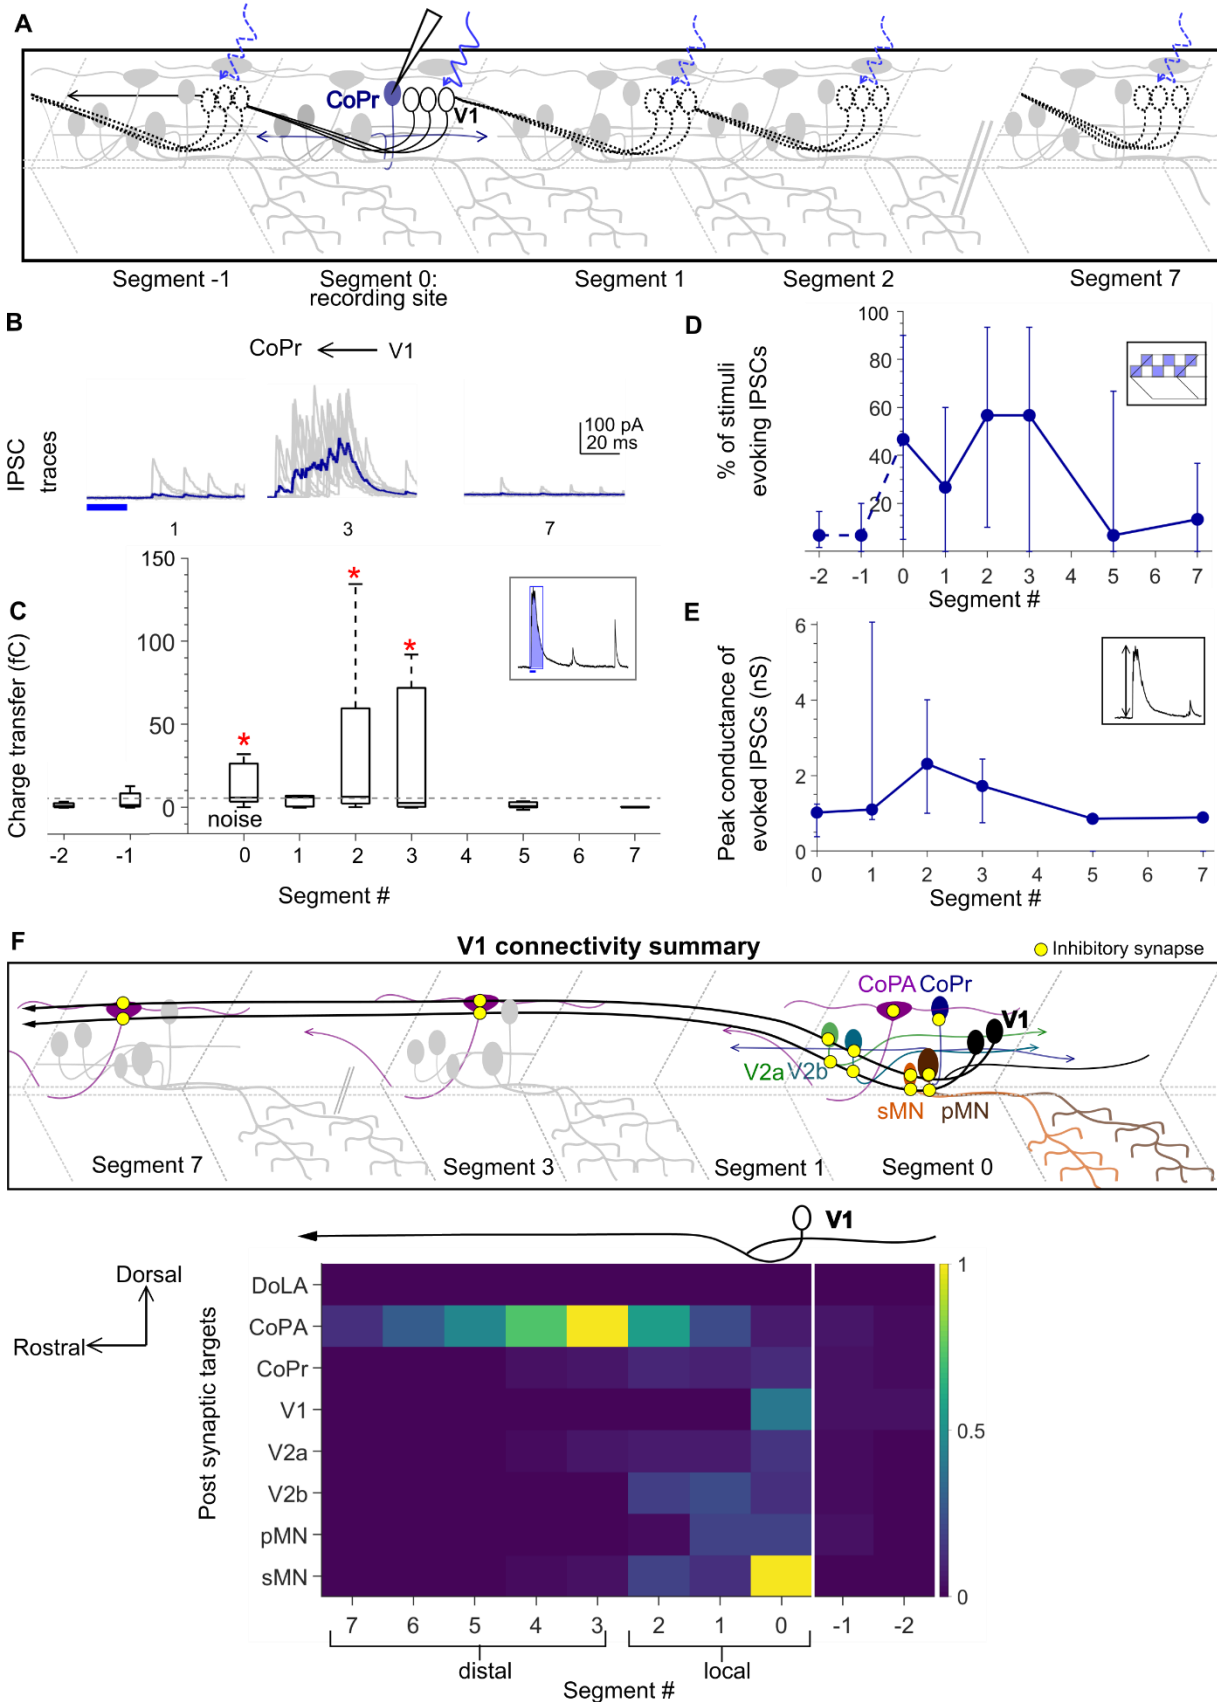 A
CoPr
V1
Segment -1
Segment 0:
recording site
Segment 1
Segment 2
Segment 7
B
CoPr
V1
IPSC
traces
100 pA
20 ms
1
3
7
C
Charge transfer (fC)
150
100
50
0
*
*
*
noise
-2
-1
0
1
2
3
4
5
6
7
Segment #
D
% of stimuli
evoking IPSCs
100
80
60
40
20
-2
-1
0
1
2
3
4
5
6
7
Segment #
E
Peak conductance of
evoked IPSCs (nS)
6
4
2
0
0
1
2
3
4
5
6
7
Segment #
F
V1 connectivity summary
Inhibitory synapse
CoPA
CoPr
V1
V2a
V2b
sMN
pMN
Segment 7
Segment 3
Segment 1
Segment 0
V1
Dorsal
Rostral
Post synaptic targets
DoLA
CoPA
CoPr
V1
V2a
V2b
pMN
sMN
1
0.5
0
7
6
5
4
3
2
1
0
-1
-2
distal
local
Segment #